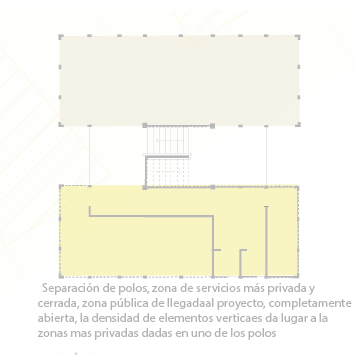 Separación de polos, zona de servicios más privada y
cerrada, zona pública de llegadaal proyecto, completamente
abierta, la densidad de elementos verticaes da lugar a la
zonas mas privadas dadas en uno de los polos